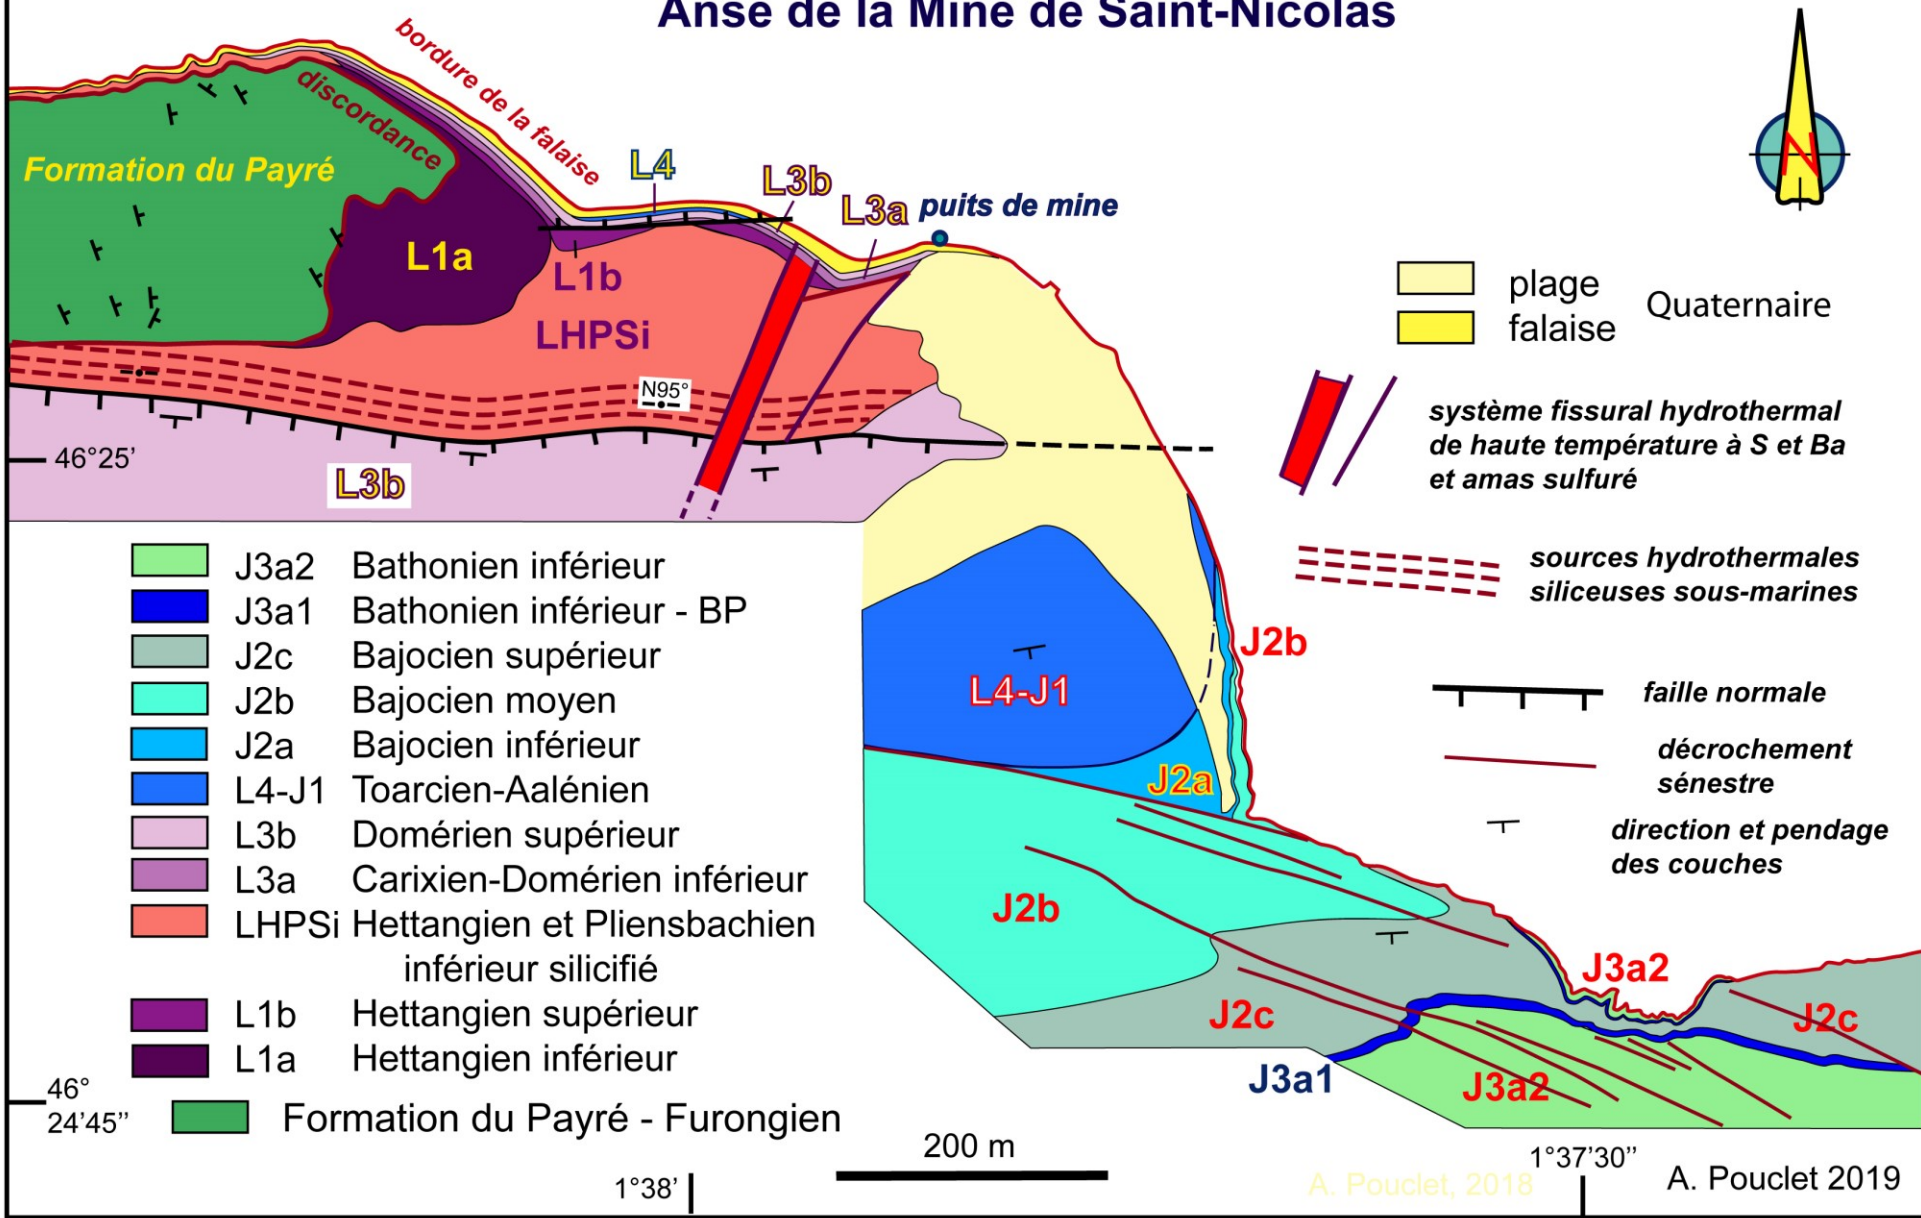 Anse de la Mine de Saint-Nicolas
bordure de la falaise
discordance
Formation du Payré
L4
L3b
L3a
puits de mine
L1a
L1b
LHPSi
N95°
46°25'
L3b
N
plage
falaise
Quaternaire
système fissural hydrothermal
de haute température à S et Ba
et amas sulfuré
sources hydrothermales
siliceuses sous-marines
faille normale
décrochement
sénestre
direction et pendage
des couches
J3a2 Bathonien inférieur
J3a1 Bathonien inférieur - BP
J2c Bajocien supérieur
J2b Bajocien moyen
J2a Bajocien inférieur
L4-J1 Toarcien-Aalénien
L3b Domérien supérieur
L3a Carixien-Domérien inférieur
LHPSi Hettangien et Pliensbachien
inférieur silicifié
L1b Hettangien supérieur
L1a Hettangien inférieur
Formation du Payré - Furongien
J2b
L4-J1
J2a
J2b
J2c
J3a2
J2c
J3a1
J3a2
46°
24'45''
200 m
1°38'
1°37'30''
A. Pouclet, 2018
A. Pouclet 2019